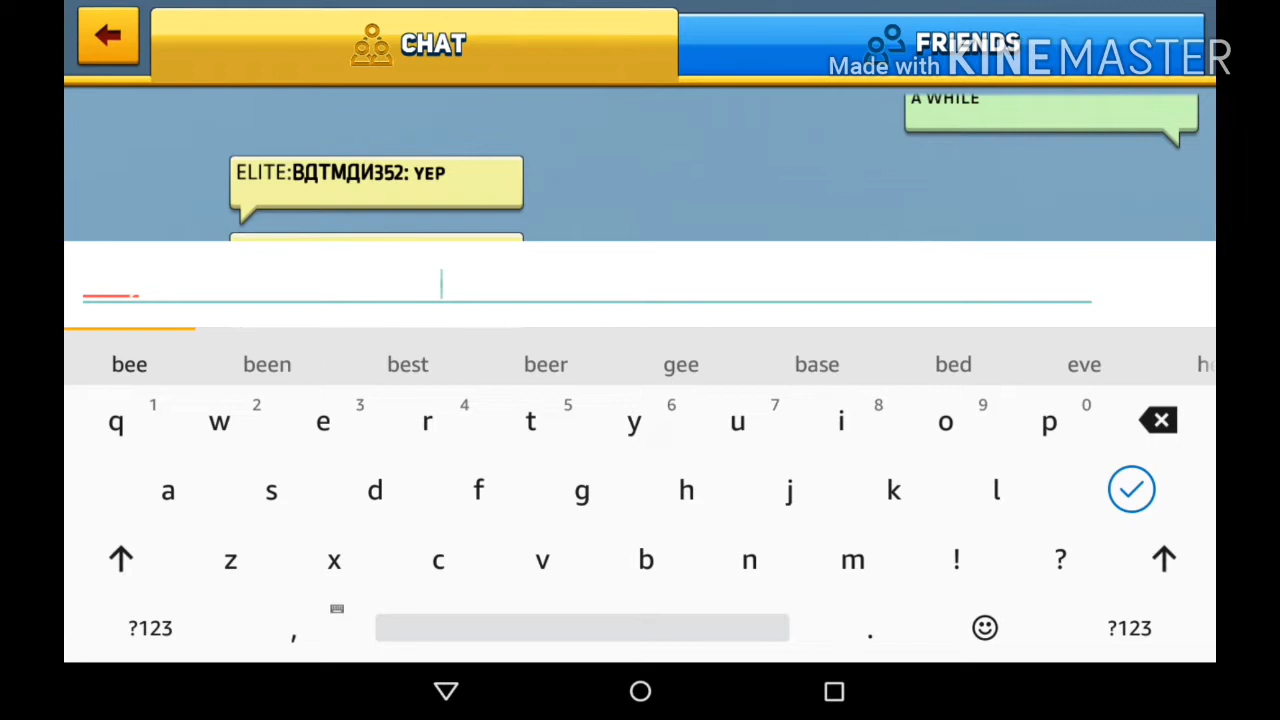 CHAT
FRIENDS
Made with KINEMASTER
A WHILE
ELITE:ВДТМДИ352: YEP
bee been best beer gee base bed eve
q 1 w 2 e 3 r 4 t 5 y 6 u 7 i 8 o 9 p 0
a s d f g h j k l
z x c v b n m ! ?
?123 , . ?123